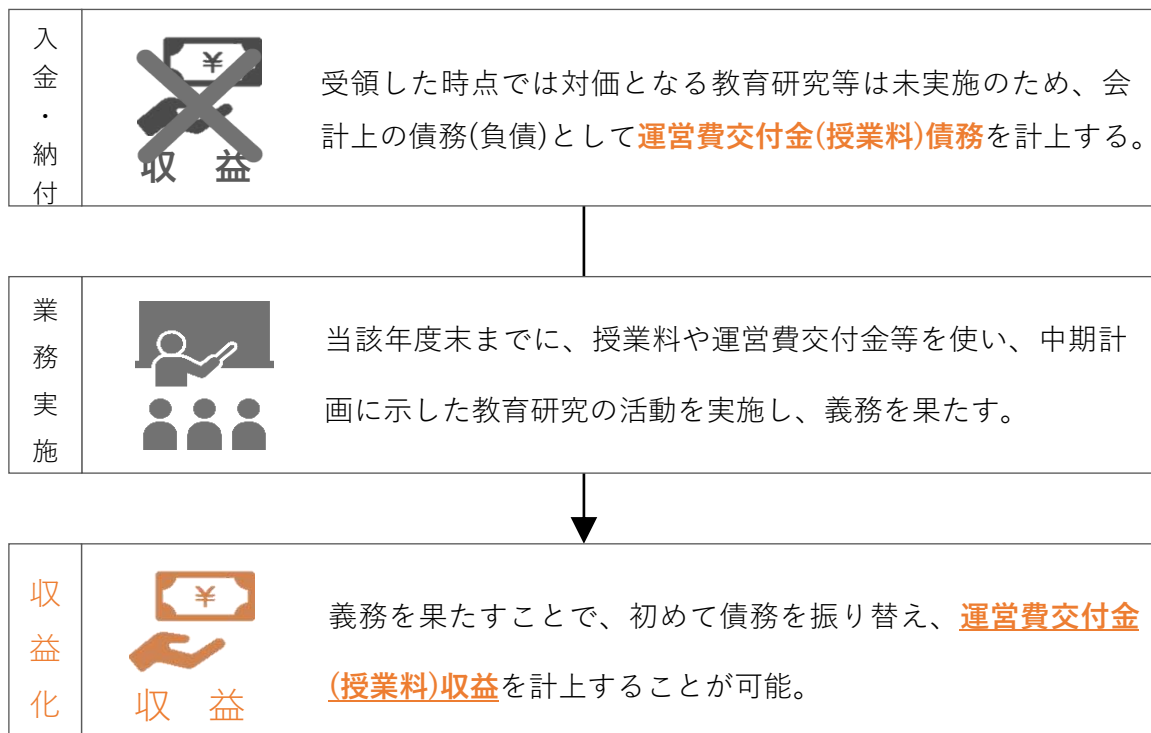 入金・納付
¥
収 益
受領した時点では対価となる教育研究等は未実施のため、会
計上の債務(負債)として運営費交付金(授業料)債務を計上する。
業務実施
当該年度末までに、授業料や運営費交付金等を使い、中期計
画に示した教育研究の活動を実施し、義務を果たす。
収益化
¥
収 益
義務を果たすことで、初めて債務を振り替え、運営費交付金
(授業料)収益を計上することが可能。